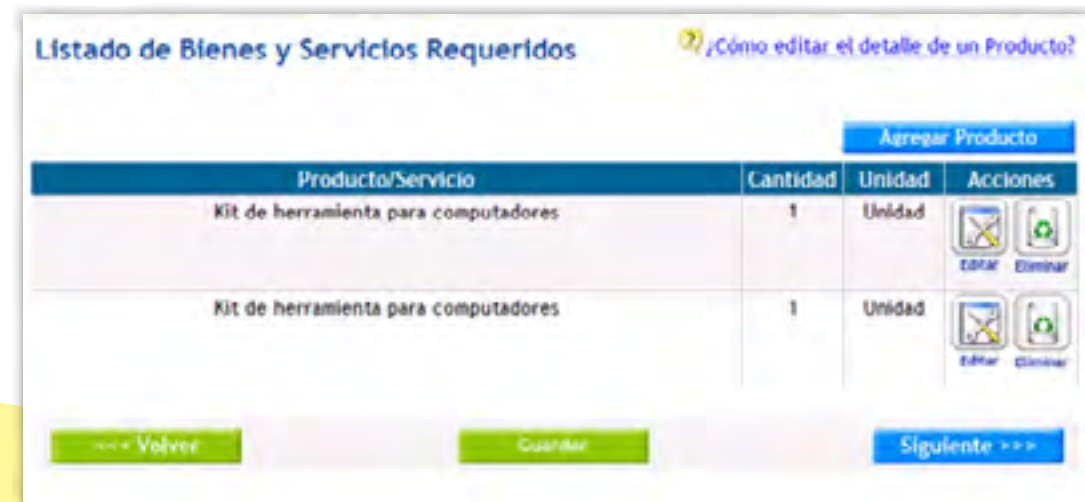 Listado de Bienes y Servicios Requeridos
¿Cómo editar el detalle de un Producto?
Agregar Producto
Producto/Servicio Cantidad Unidad Acciones
Kit de herramienta para computadores 1 Unidad
Editar Eliminar
Kit de herramienta para computadores 1 Unidad
Editar Eliminar
<<< Volver Guardar Siguiente >>>